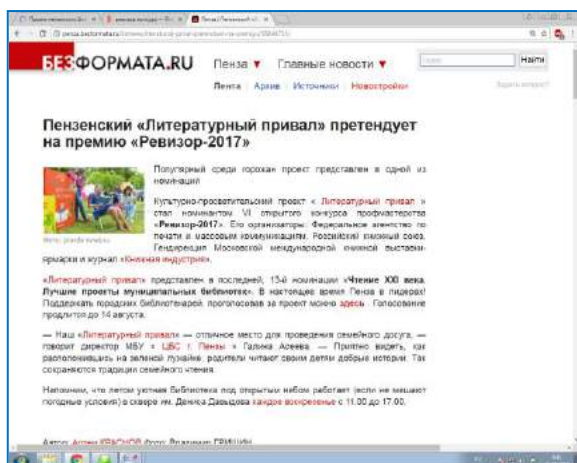 БЕЗФОРМАТА.RU
Пенза ▼ Главные новости ▼
Найти
Лента Архив Источники Новостройки
Пензенский «Литературный привал» претендует
на премию «Ревизор-2017»
Популярный среди горожан проект представлен в одной из
номинаций
Культурно-просветительский проект « Литературный привал »
стал номинантом VI открытого конкурса профмастерства
«Ревизор-2017». Его организаторы: Федеральное агентство по
печати и массовым коммуникациям, Российский книжный союз,
Гендирекция Московской международной книжной выставки-
ярмарки и журнал «Книжная индустрия».
«Литературный привал» представлен в последней, 15-й номинации «Чтение XXI века.
Лучшие проекты муниципальных библиотек». В настоящее время Пенза в лидерах!
Поддержать городских библиотекарей, проголосовав за проект можно здесь . Голосование
продлится до 14 августа.
— Наш «Литературный привал» — отличное место для проведения семейного досуга, —
говорит директор МБУ « ЦБС г. Пензы » Галина Асеева. — Приятно видеть, как
расположившись на зеленой лужайке, родители читают своим детям добрые истории. Так
сохраняются традиции семейного чтения.
Напомним, что летом уютная библиотека под открытым небом работает (если не мешают
погодные условия) в сквере им. Дениса Давыдова каждое воскресенье с 11.00 до 17.00.
Автор: Артем КРАСНОВ Фото: Владимир ГРИШИН